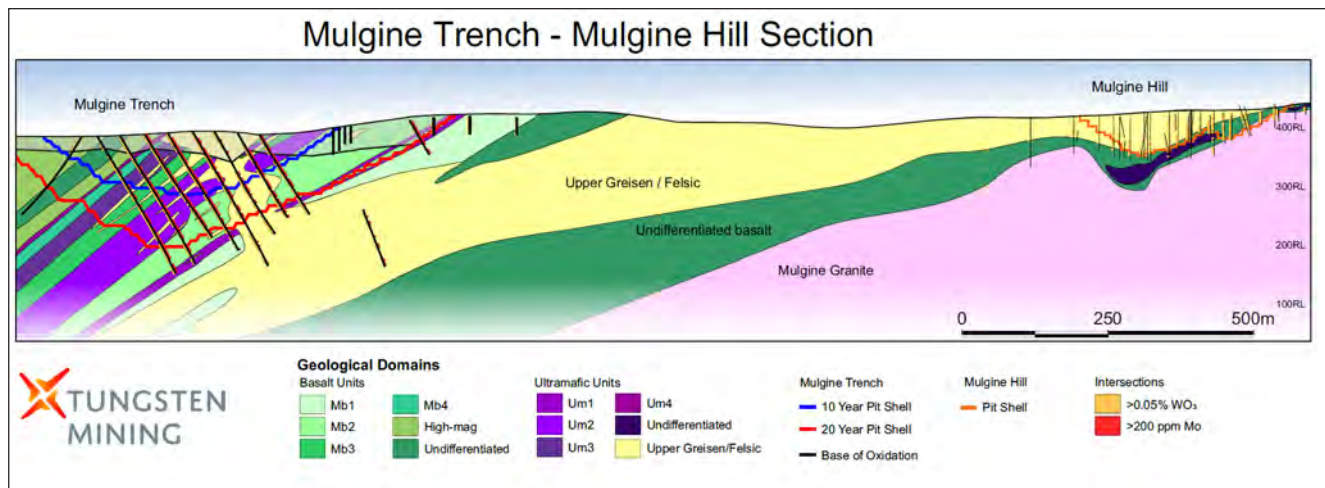 Mulgine Trench - Mulgine Hill Section
Mulgine Trench
Mulgine Hill
400RL
Upper Greisen / Felsic
300RL
Undifferentiated basalt
200RL
Mulgine Granite
100RL
0 250 500m
TUNGSTEN
MINING
Geological Domains
Basalt Units
Mb1
Mb2
Mb3
Mb4
High-mag
Undifferentiated
Ultramafic Units
Um1
Um2
Um3
Um4
Undifferentiated
Upper Greisen/Felsic
Mulgine Trench
10 Year Pit Shell
20 Year Pit Shell
Base of Oxidation
Mulgine Hill
Pit Shell
Intersections
>0.05% WO₃
>200 ppm Mo